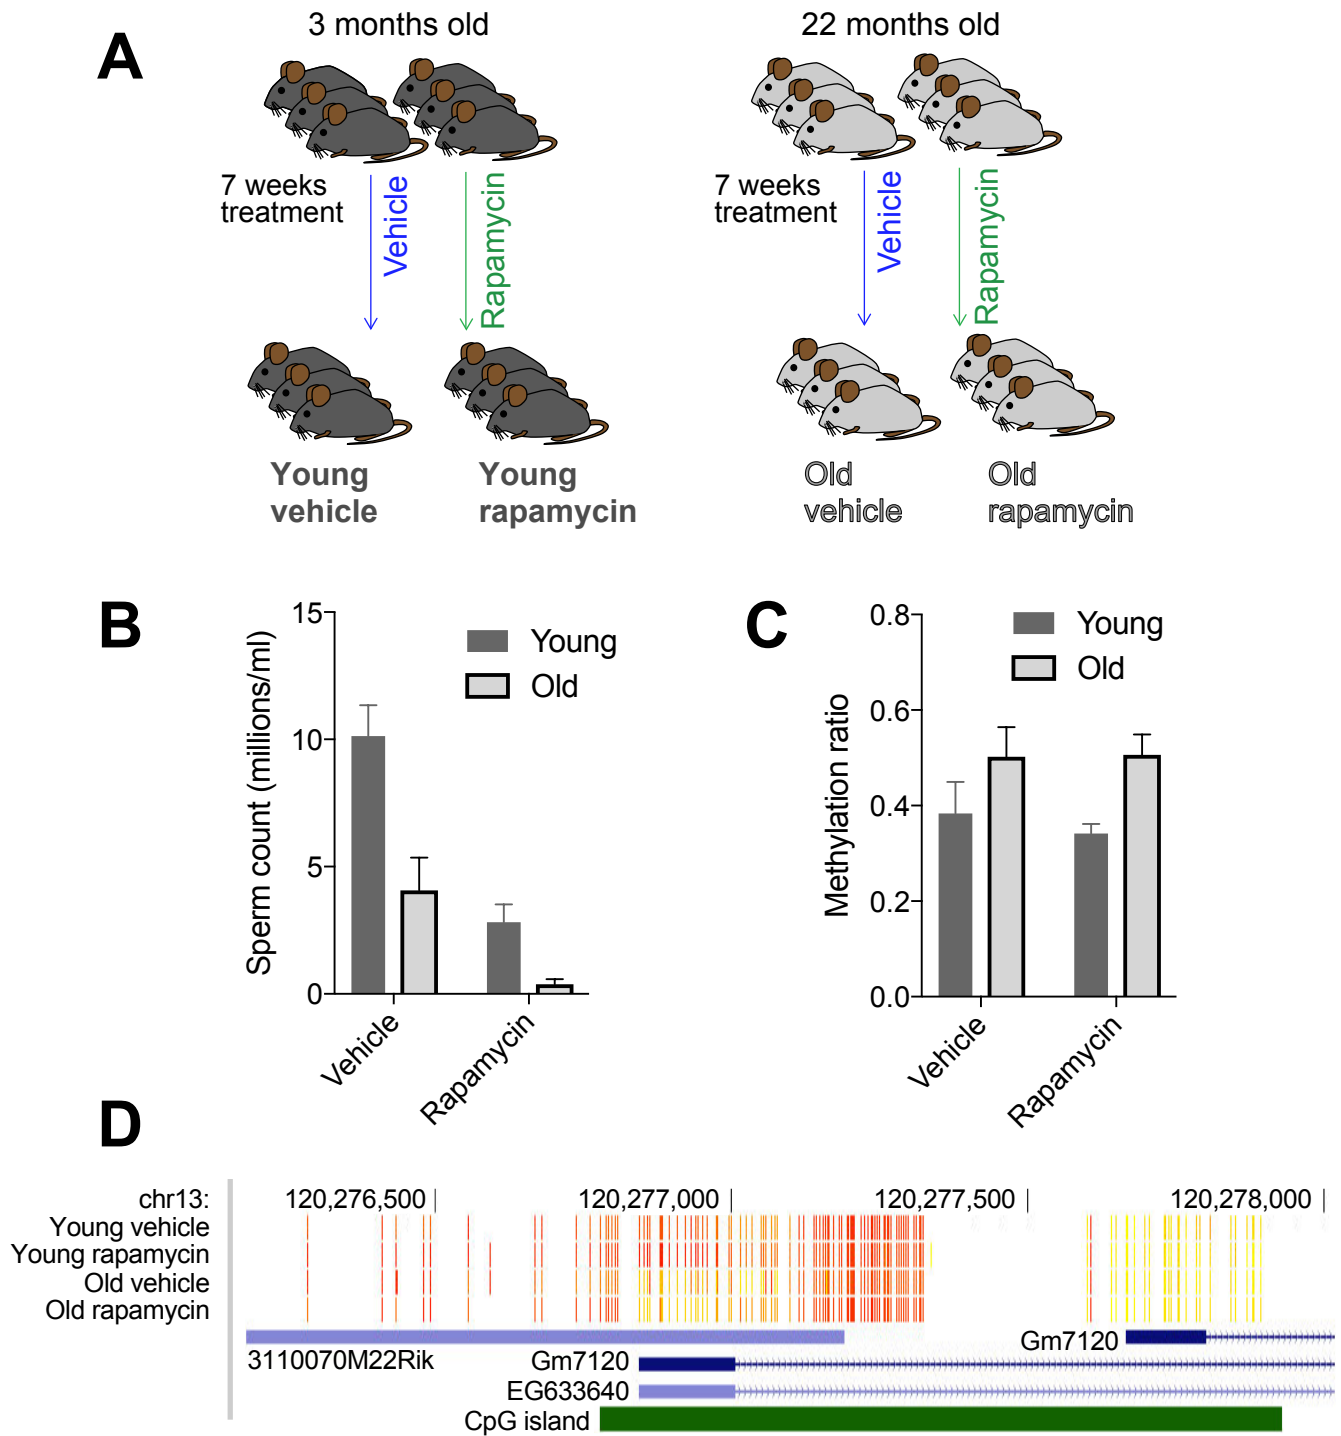 A
3 months old
22 months old
7 weeks
treatment
Vehicle
Rapamycin
7 weeks
treatment
Vehicle
Rapamycin
Young
vehicle
Young
rapamycin
Old
vehicle
Old
rapamycin
B
Sperm count (millions/ml)
15
10
5
0
Young
Old
Vehicle
Rapamycin
C
Methylation ratio
0.8
0.6
0.4
0.2
0.0
Young
Old
Vehicle
Rapamycin
D
chr13: 120,276,500 120,277,000 120,277,500 120,278,000
Young vehicle
Young rapamycin
Old vehicle
Old rapamycin
Gm7120
3110070M22Rik Gm7120
EG633640
CpG island